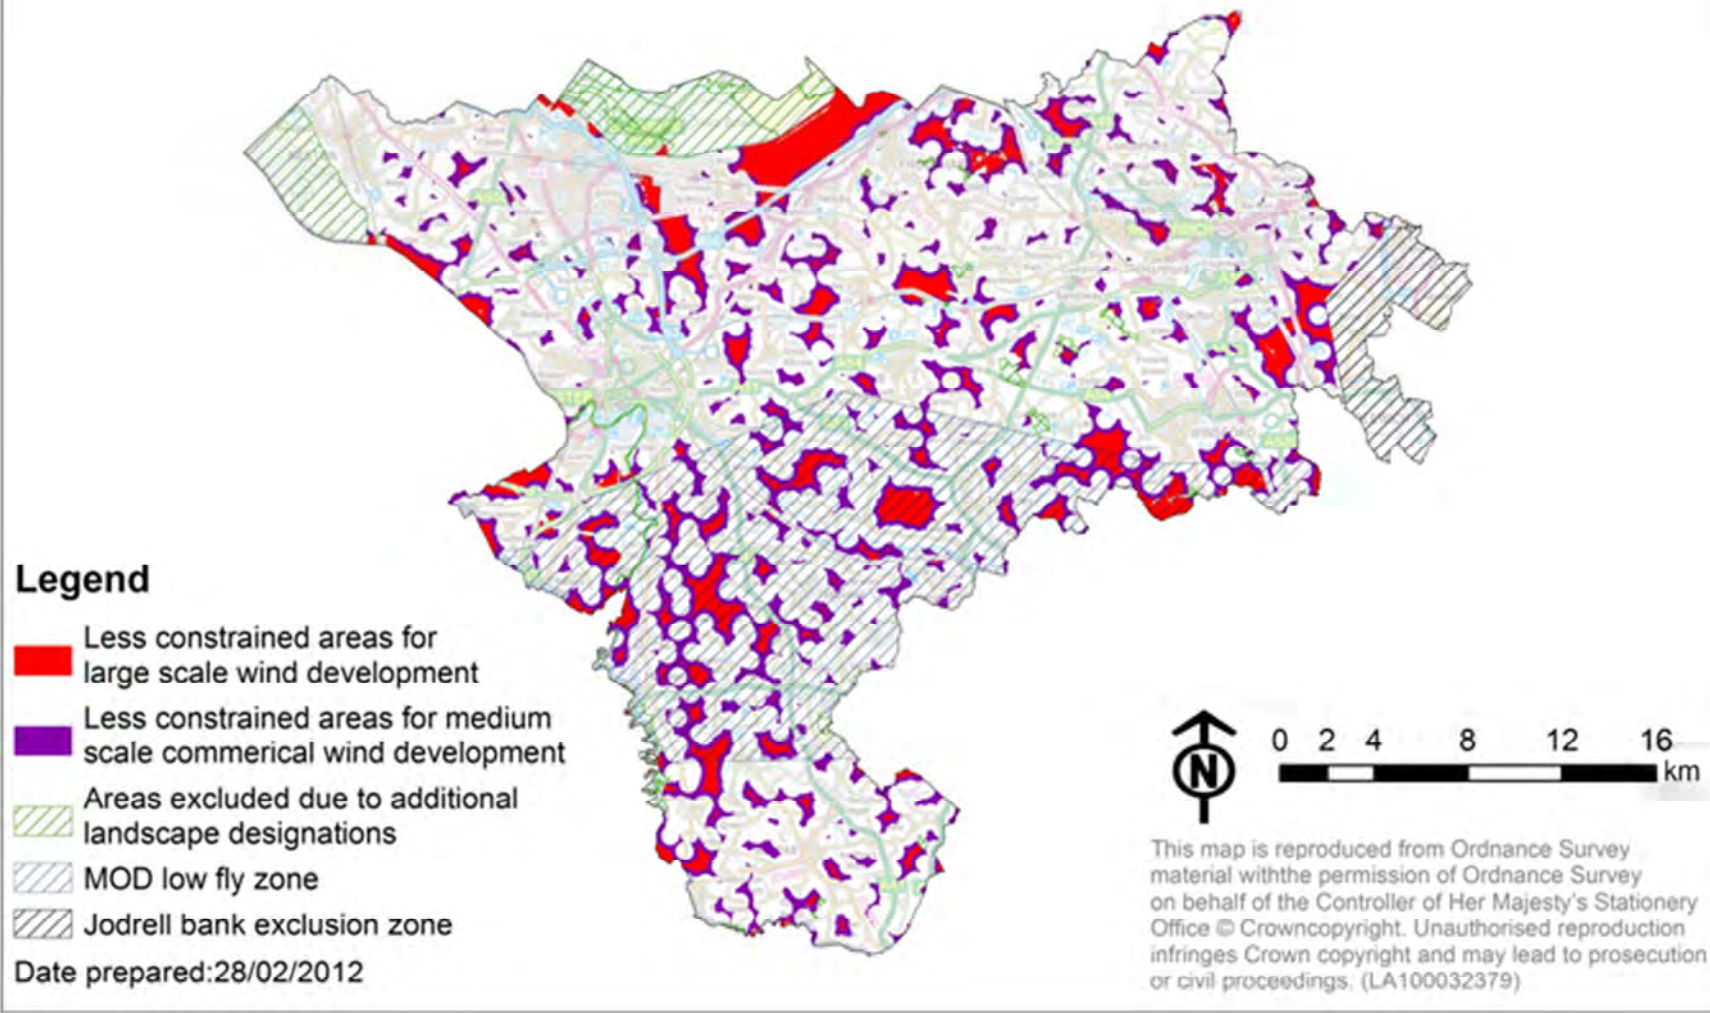 Legend
Less constrained areas for
large scale wind development
Less constrained areas for medium
scale commerical wind development
Areas excluded due to additional
landscape designations
MOD low fly zone
Jodrell bank exclusion zone
Date prepared:28/02/2012
N
0 2 4 8 12 16
km
This map is reproduced from Ordnance Survey
material withthe permission of Ordnance Survey
on behalf of the Controller of Her Majesty's Stationery
Office © Crowncopyright. Unauthorised reproduction
infringes Crown copyright and may lead to prosecution
or civil proceedings. (LA100032379)